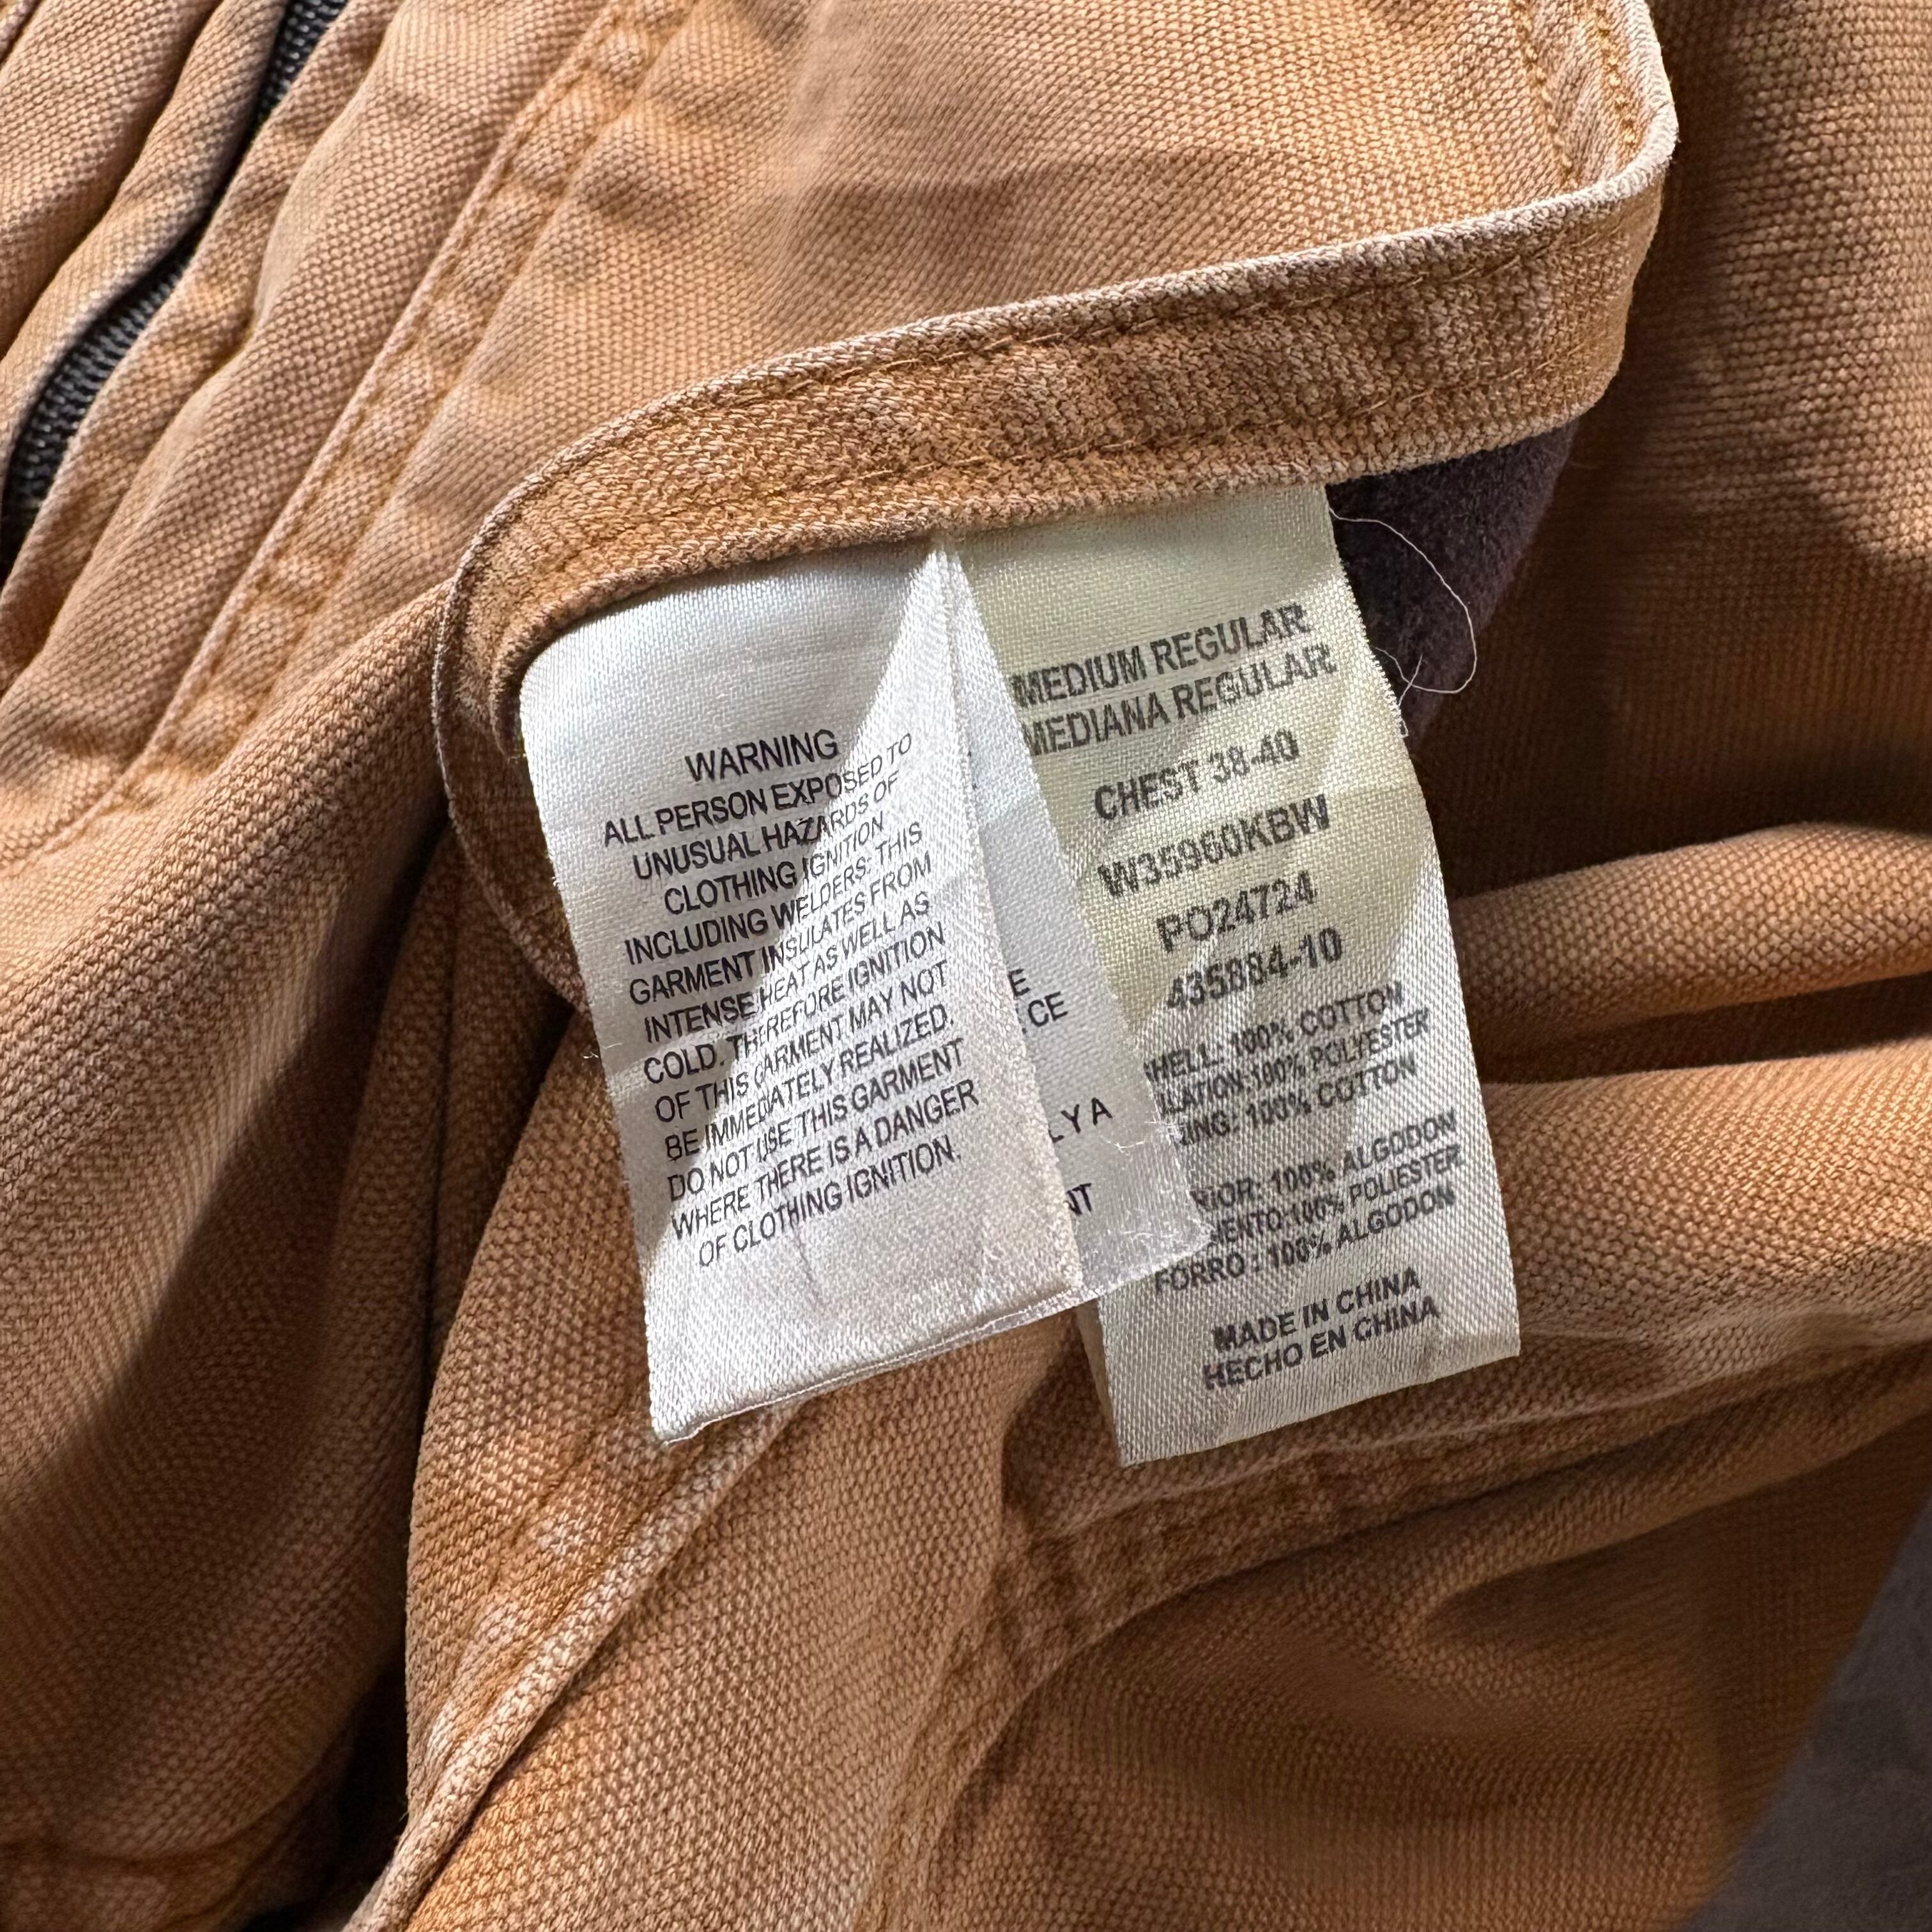 WARNING
ALL PERSON EXPOSED TO
UNUSUAL HAZARDS OF
CLOTHING IGNITION
INCLUDING WELDERS: THIS
GARMENT INSULATES FROM
INTENSE HEAT AS WELL AS
COLD. THEREFORE IGNITION
OF THIS GARMENT MAY NOT
BE IMMEDIATELY REALIZED.
DO NOT USE THIS GARMENT
WHERE THERE IS A DANGER
OF CLOTHING IGNITION.
E
CE
LY A
NT
MEDIUM REGULAR
MEDIANA REGULAR
CHEST 38-40
W35960KBW
PO24724
435884-10
HELL: 100% COTTON
LATION:100% POLYESTER
ING: 100% COTTON
RIOR: 100% ALGODON
IENTO:100% POLIESTER
FORRO : 100% ALGODON
MADE IN CHINA
HECHO EN CHINA